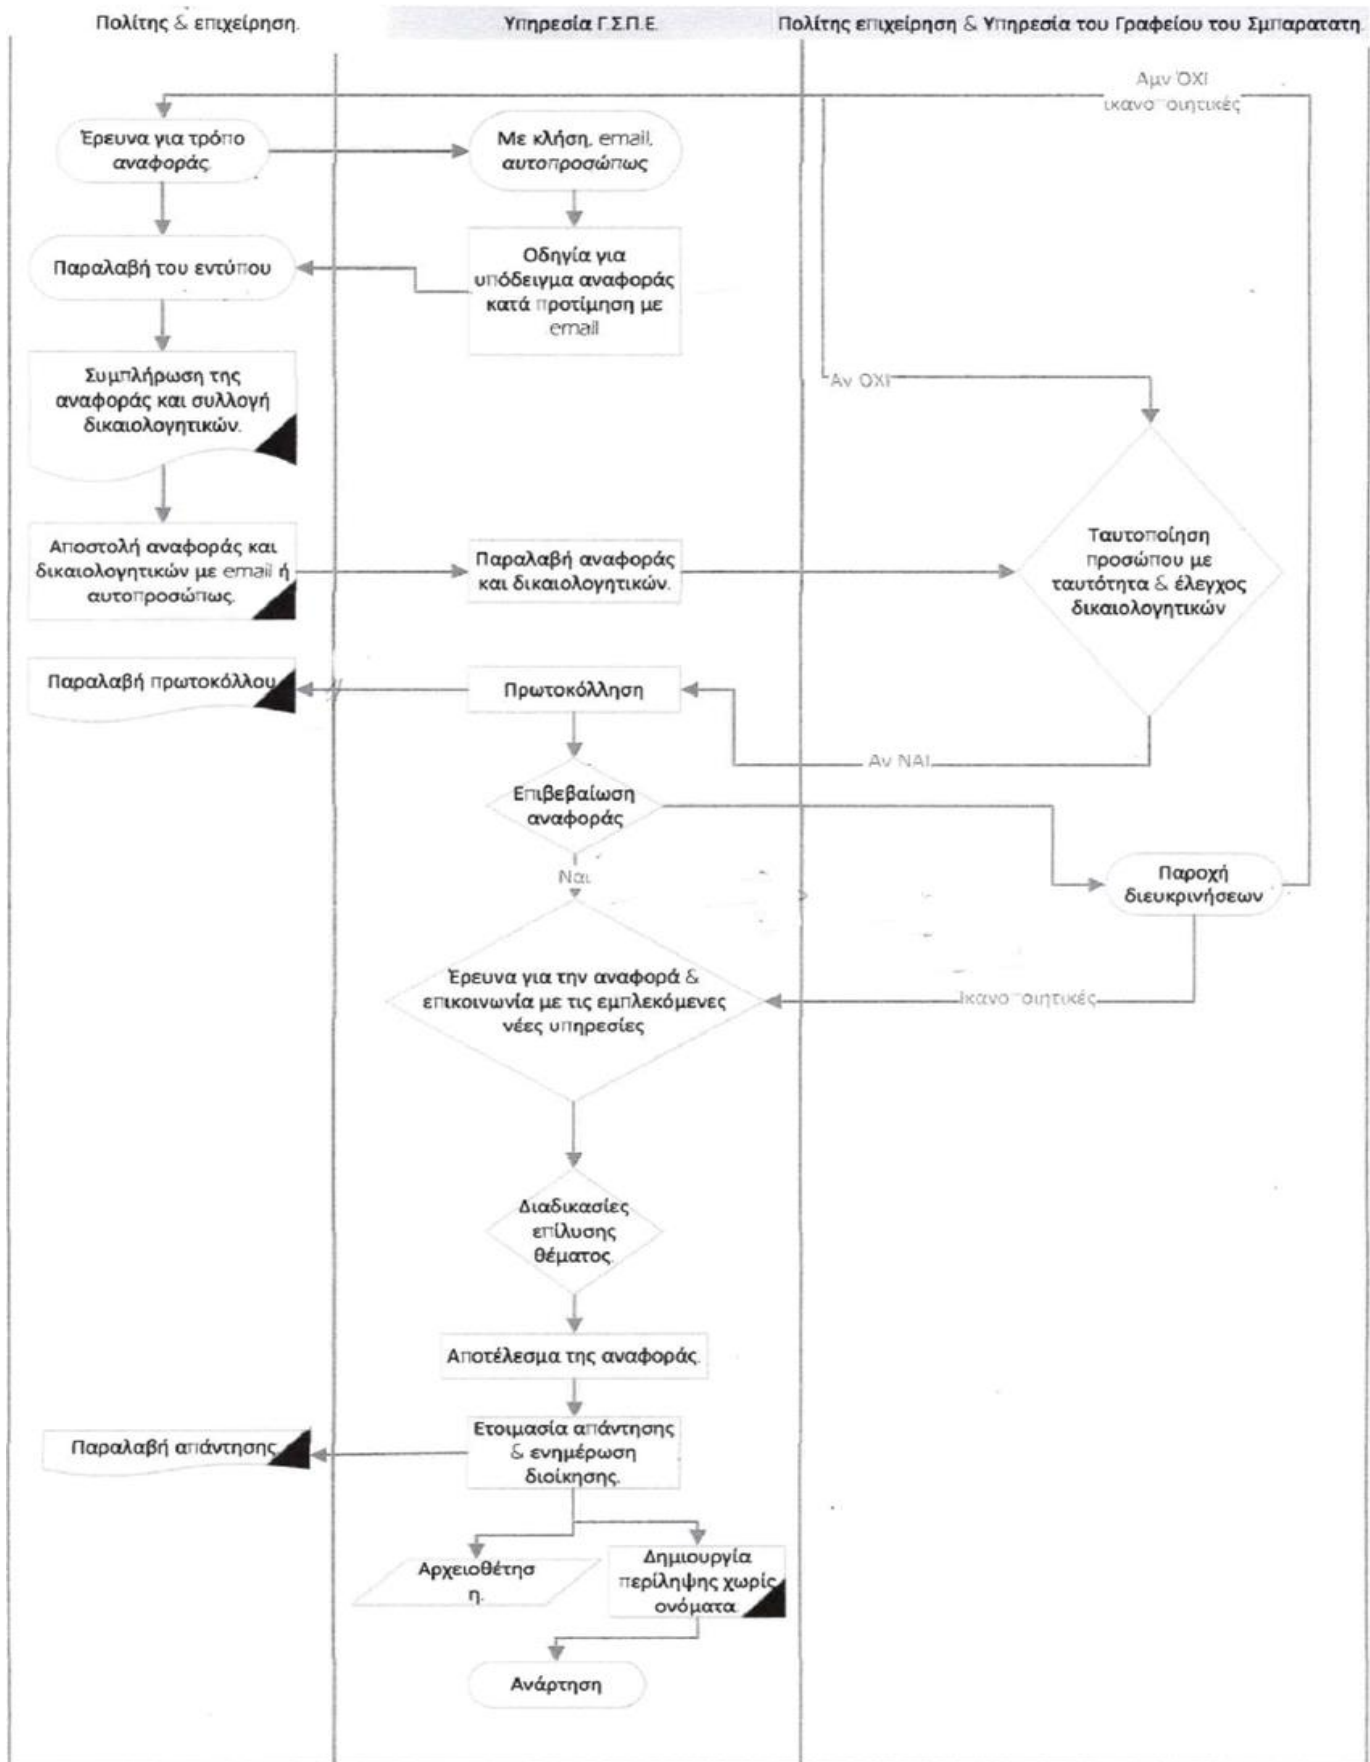 Πολίτης & επιχείρηση.
Υπηρεσία Γ.Σ.Π.Ε.
Πολίτης επιχείρηση & Υπηρεσία του Γραφείου του Σμπαρατατη.
Αμν ΌΧΙ
ικανοποιητικές
Έρευνα για τρόπο
αναφοράς.
Με κλήση, email,
αυτοπροσώπως
Παραλαβή του εντύπου
Οδηγία για
υπόδειγμα αναφοράς
κατά προτίμηση με
email
Συμπλήρωση της
αναφοράς και συλλογή
δικαιολογητικών.
Αν ΟΧΙ
Αποστολή αναφοράς και
δικαιολογητικών με email ή
αυτοπροσώπως.
Παραλαβή αναφοράς
και δικαιολογητικών.
Ταυτοποίηση
προσώπου με
ταυτότητα & έλεγχος
δικαιολογητικών
Παραλαβή πρωτοκόλλου
Πρωτοκόλληση
Αν ΝΑΙ
Επιβεβαίωση
αναφοράς
Ναι
Παροχή
διευκρινήσεων
Έρευνα για την αναφορά &
επικοινωνία με τις εμπλεκόμενες
νέες υπηρεσίες
Ικανοποιητικές
Διαδικασίες
επίλυσης
θέματος.
Αποτέλεσμα της αναφοράς.
Παραλαβή απάντησης.
Ετοιμασία απάντησης
& ενημέρωση
διοίκησης.
Αρχειοθέτησ
η.
Δημιουργία
περίληψης χωρίς
ονόματα.
Ανάρτηση